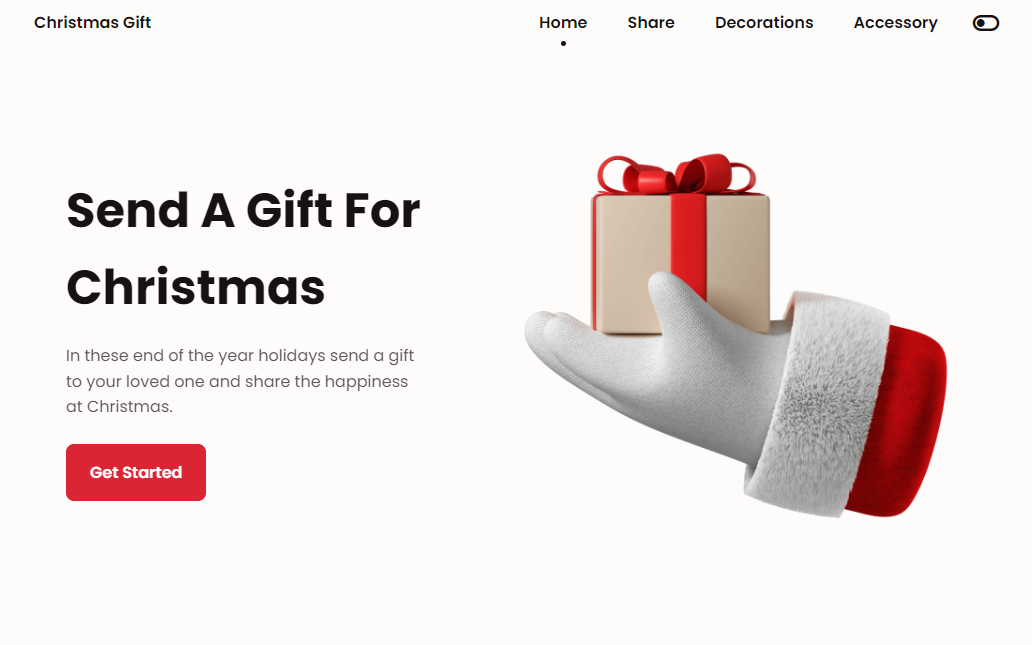 Christmas Gift
Home
Share
Decorations
Accessory
Send A Gift For
Christmas
In these end of the year holidays send a gift
to your loved one and share the happiness
at Christmas.
Get Started